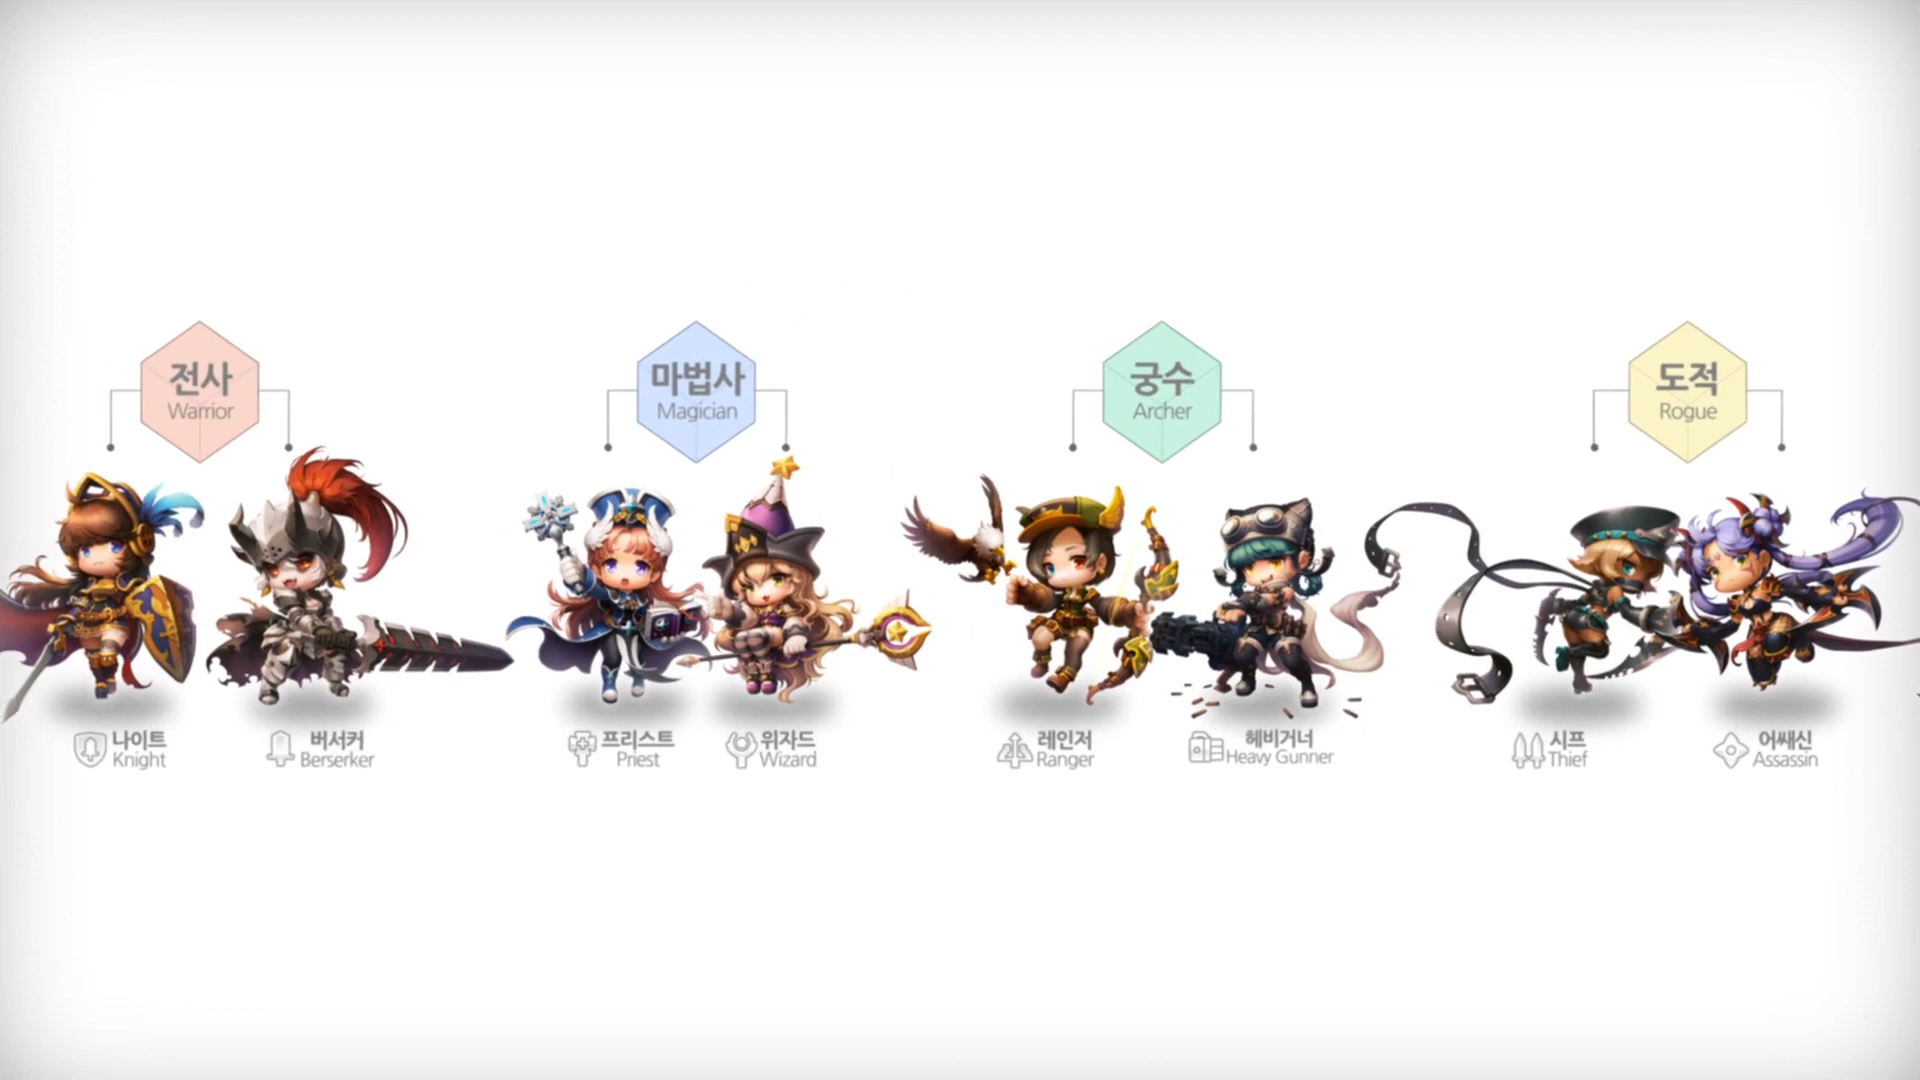 전사
Warrior
마법사
Magician
궁수
Archer
도적
Rogue
나이트
Knight
버서커
Berserker
프리스트
Priest
위자드
Wizard
레인저
Ranger
헤비거너
Heavy Gunner
시프
Thief
어쌔신
Assassin